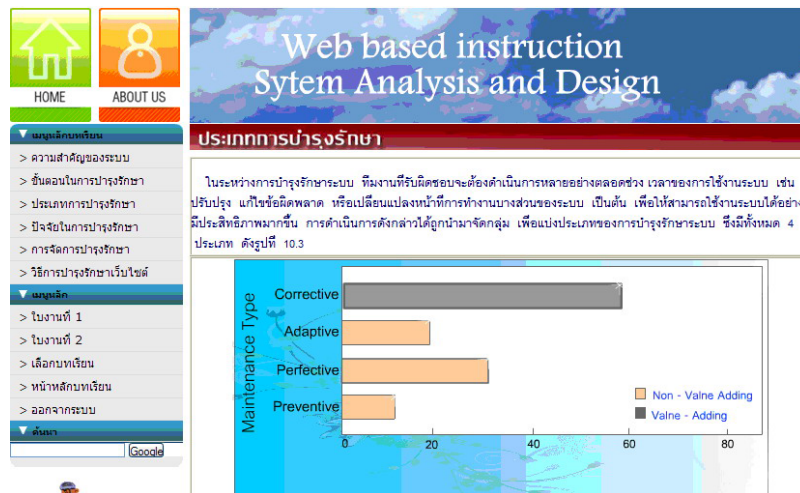 HOME
ABOUT US
Web based instruction
Sytem Analysis and Design
เมนูหลักบทเรียน
> ความสำคัญของระบบ
> ขั้นตอนในการบำรุงรักษา
> ประเภทการบำรุงรักษา
> ปัจจัยในการบำรุงรักษา
> การจัดการบำรุงรักษา
> วิธีการบำรุงรักษาเว็บไซต์
เมนูหลัก
> ใบงานที่ 1
> ใบงานที่ 2
> เลือกบทเรียน
> หน้าหลักบทเรียน
> ออกจากระบบ
ค้นหา
Google
ประเภทการบำรุงรักษา
ในระหว่างการบำรุงรักษาระบบ ทีมงานที่รับผิดชอบจะต้องดำเนินการหลายอย่างตลอดช่วง เวลาของการใช้งานระบบ เช่น
ปรับปรุง แก้ไขข้อผิดพลาด หรือเปลี่ยนแปลงหน้าที่การทำงานบางส่วนของระบบ เป็นต้น เพื่อให้สามารถใช้งานระบบได้อย่าง
มีประสิทธิภาพมากขึ้น การดำเนินการดังกล่าวได้ถูกนำมาจัดกลุ่ม เพื่อแบ่งประเภทของการบำรุงรักษาระบบ ซึ่งมีทั้งหมด 4
ประเภท ดังรูปที่ 10.3
Maintenance Type
Corrective
Adaptive
Perfective
Preventive
Non - Valne Adding
Valne - Adding
0 20 40 60 80